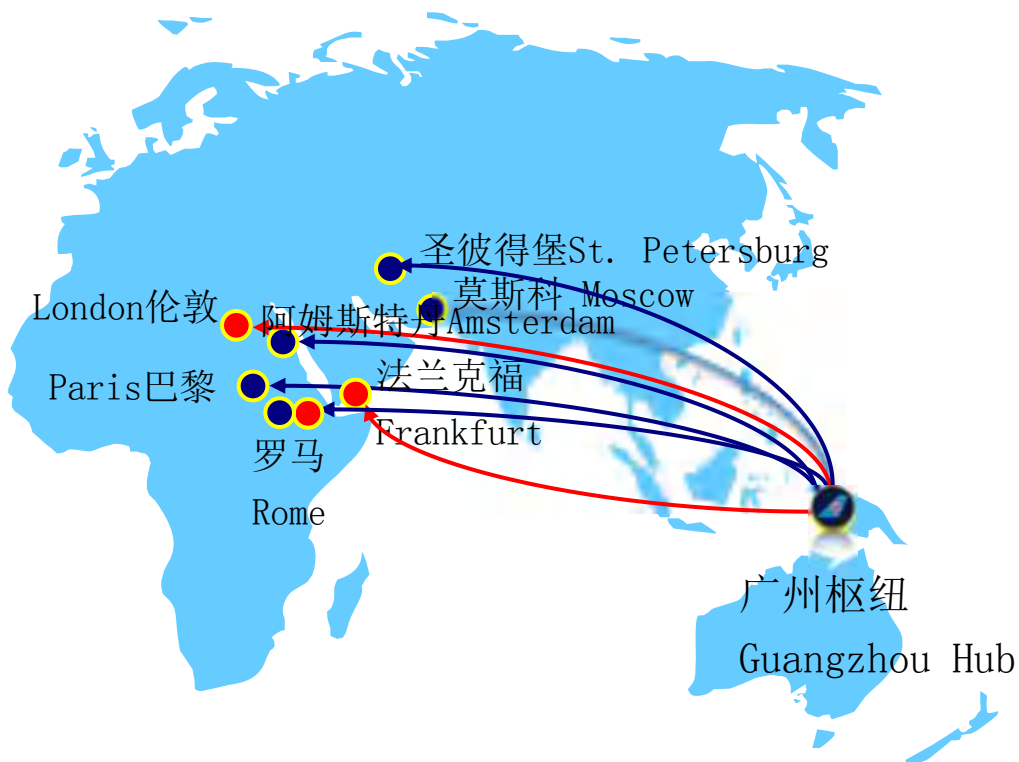 圣彼得堡St. Petersburg
莫斯科 Moscow
London伦敦
阿姆斯特丹Amsterdam
Paris巴黎
法兰克福
Frankfurt
罗马
Rome
广州枢纽
Guangzhou Hub